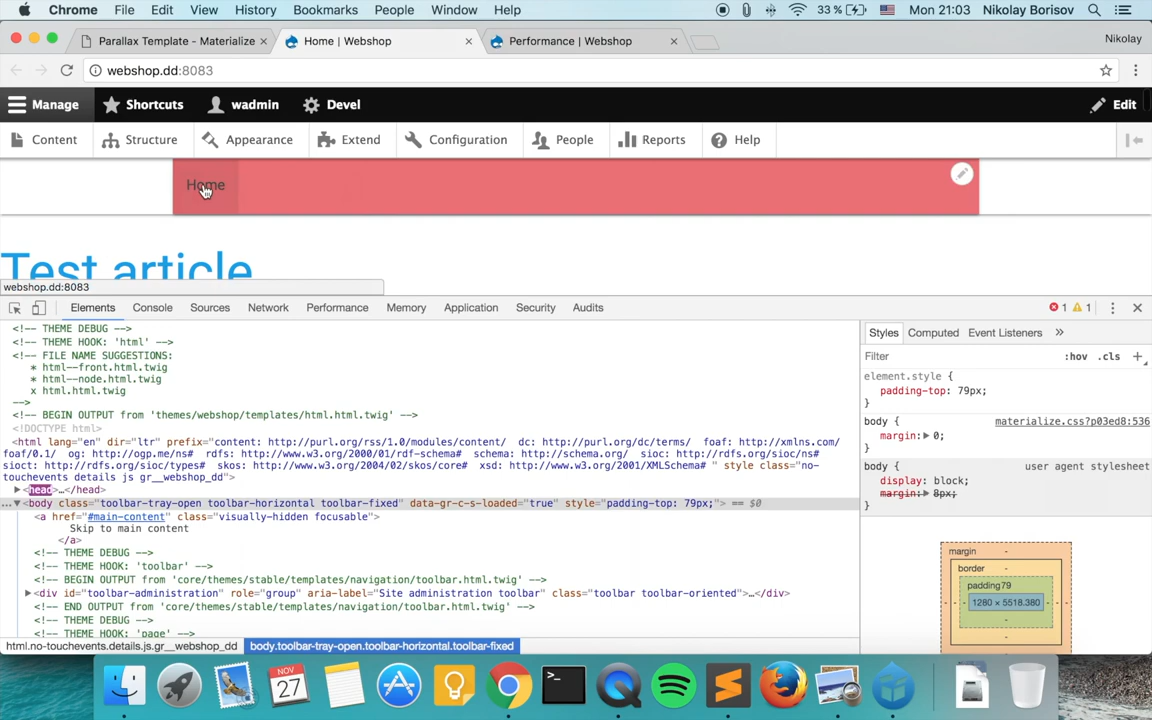 Chrome File Edit View History Bookmarks People Window Help 33 % Mon 21:03 Nikolay Borisov
Parallax Template - Materialize Home | Webshop Performance | Webshop Nikolay
webshop.dd:8083
Manage Shortcuts wadmin Devel Edit
Content Structure Appearance Extend Configuration People Reports Help
Home
Test article
webshop.dd:8083
Elements Console Sources Network Performance Memory Application Security Audits 1 1
<!-- THEME DEBUG -->
<!-- THEME HOOK: 'html' -->
<!-- FILE NAME SUGGESTIONS:
* html--front.html.twig
* html--node.html.twig
x html.html.twig
-->
<!-- BEGIN OUTPUT from 'themes/webshop/templates/html.html.twig' -->
<!DOCTYPE html>
<html lang="en" dir="ltr" prefix="content: http://purl.org/rss/1.0/modules/content/ dc: http://purl.org/dc/terms/ foaf: http://xmlns.com/
foaf/0.1/ og: http://ogp.me/ns# rdfs: http://www.w3.org/2000/01/rdf-schema# schema: http://schema.org/ sioc: http://rdfs.org/sioc/ns#
sioct: http://rdfs.org/sioc/types# skos: http://www.w3.org/2004/02/skos/core# xsd: http://www.w3.org/2001/XMLSchema# " style class="no-
touchevents details js gr__webshop_dd">
<head>…</head>
… <body class="toolbar-tray-open toolbar-horizontal toolbar-fixed" data-gr-c-s-loaded="true" style="padding-top: 79px;"> == $0
<a href="#main-content" class="visually-hidden focusable">
Skip to main content
</a>
<!-- THEME DEBUG -->
<!-- THEME HOOK: 'toolbar' -->
<!-- BEGIN OUTPUT from 'core/themes/stable/templates/navigation/toolbar.html.twig' -->
<div id="toolbar-administration" role="group" aria-label="Site administration toolbar" class="toolbar toolbar-oriented">…</div>
<!-- END OUTPUT from 'core/themes/stable/templates/navigation/toolbar.html.twig' -->
<!-- THEME DEBUG -->
<!-- THEME HOOK: 'page' -->
html.no-touchevents.details.js.gr__webshop_dd body.toolbar-tray-open.toolbar-horizontal.toolbar-fixed
Styles Computed Event Listeners »
Filter :hov .cls +
element.style {
padding-top: 79px;
}
body { materialize.css?p03ed8:536
margin: 0;
}
body { user agent stylesheet
display: block;
margin: 8px;
}
margin -
border -
padding79
- - - 1280 × 5518.380 - - -
-
-
NOV
27
>_